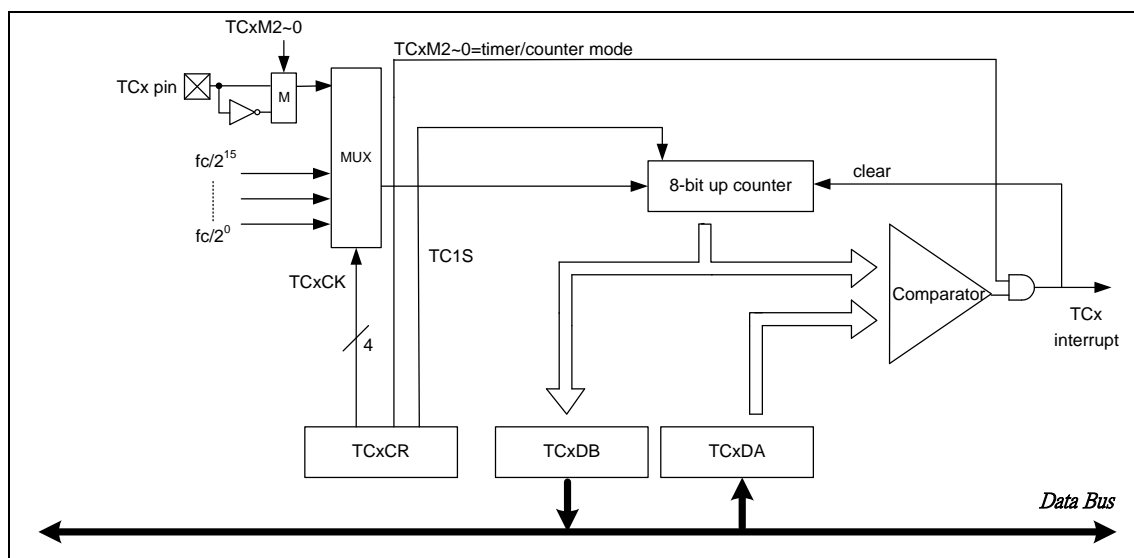 TCxM2~0
TCxM2~0=timer/counter mode
TCx pin
M
MUX
fc/2^15
fc/2^0
8-bit up counter
clear
TC1S
TCxCK
4
Comparator
TCx
interrupt
TCxCR
TCxDB
TCxDA
Data Bus